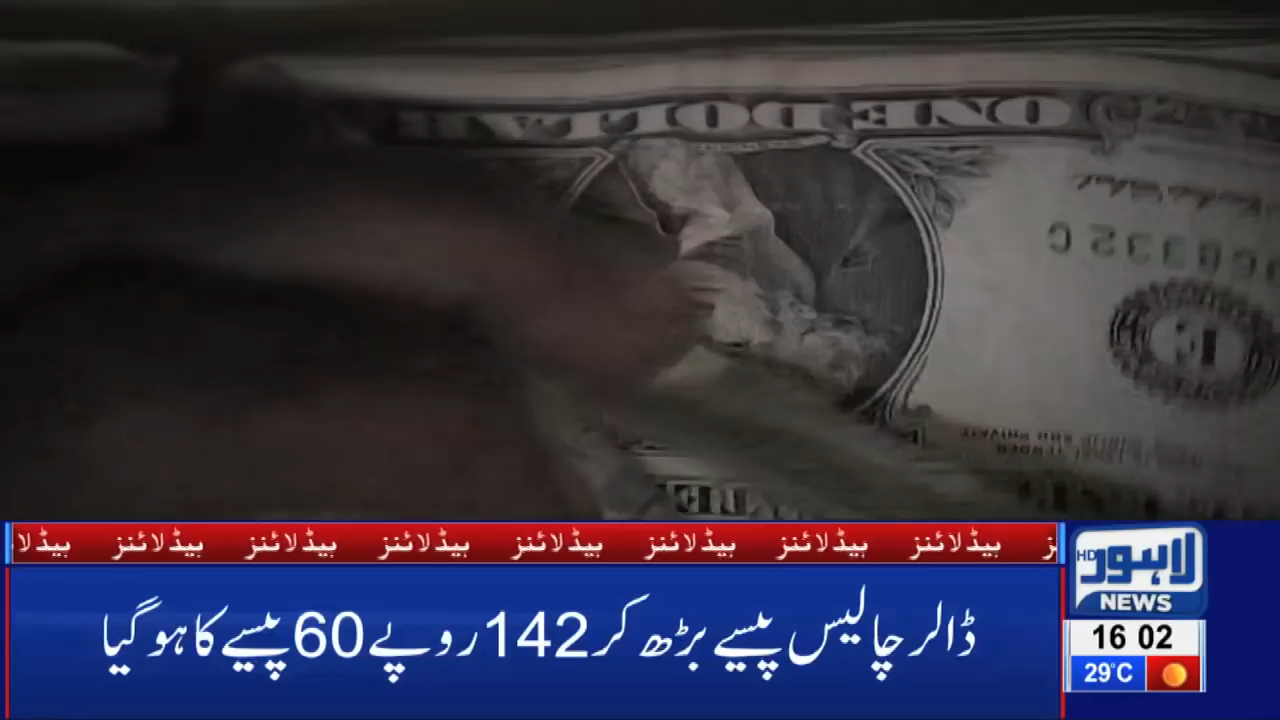 ONE DOLLAR
68332 C
ہیڈلائنز ہیڈلائنز ہیڈلائنز ہیڈلائنز ہیڈلائنز ہیڈلائنز ہیڈلائنز
ڈالر چالیس پیسے بڑھ کر 142 روپے 60 پیسے کا ہو گیا
HD لاہور
NEWS
16 02
29°C